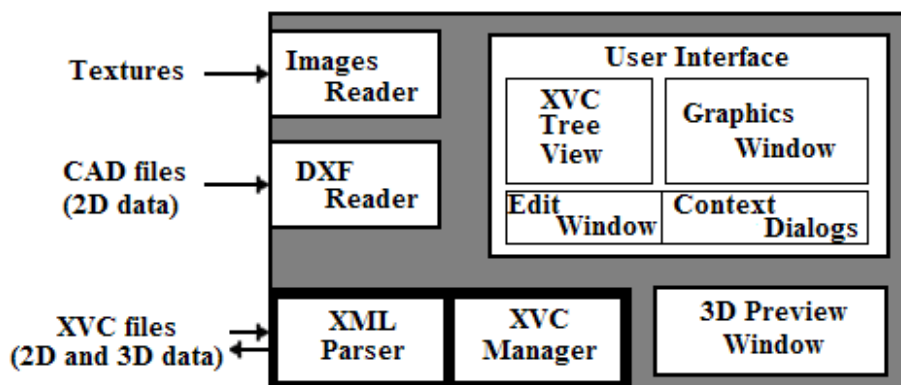 Textures
Images
Reader
CAD files
(2D data)
DXF
Reader
XVC files
(2D and 3D data)
XML
Parser
XVC
Manager
User Interface
XVC
Tree
View
Graphics
Window
Edit
Window
Context
Dialogs
3D Preview
Window